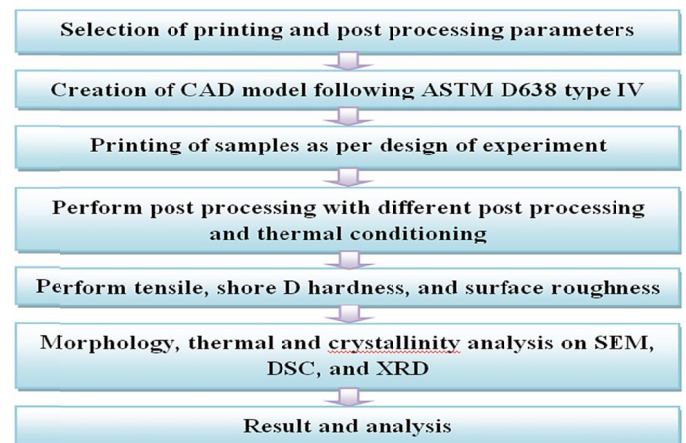 Selection of printing and post processing parameters
Creation of CAD model following ASTM D638 type IV
Printing of samples as per design of experiment
Perform post processing with different post processing
and thermal conditioning
Perform tensile, shore D hardness, and surface roughness
Morphology, thermal and crystallinity analysis on SEM,
DSC, and XRD
Result and analysis